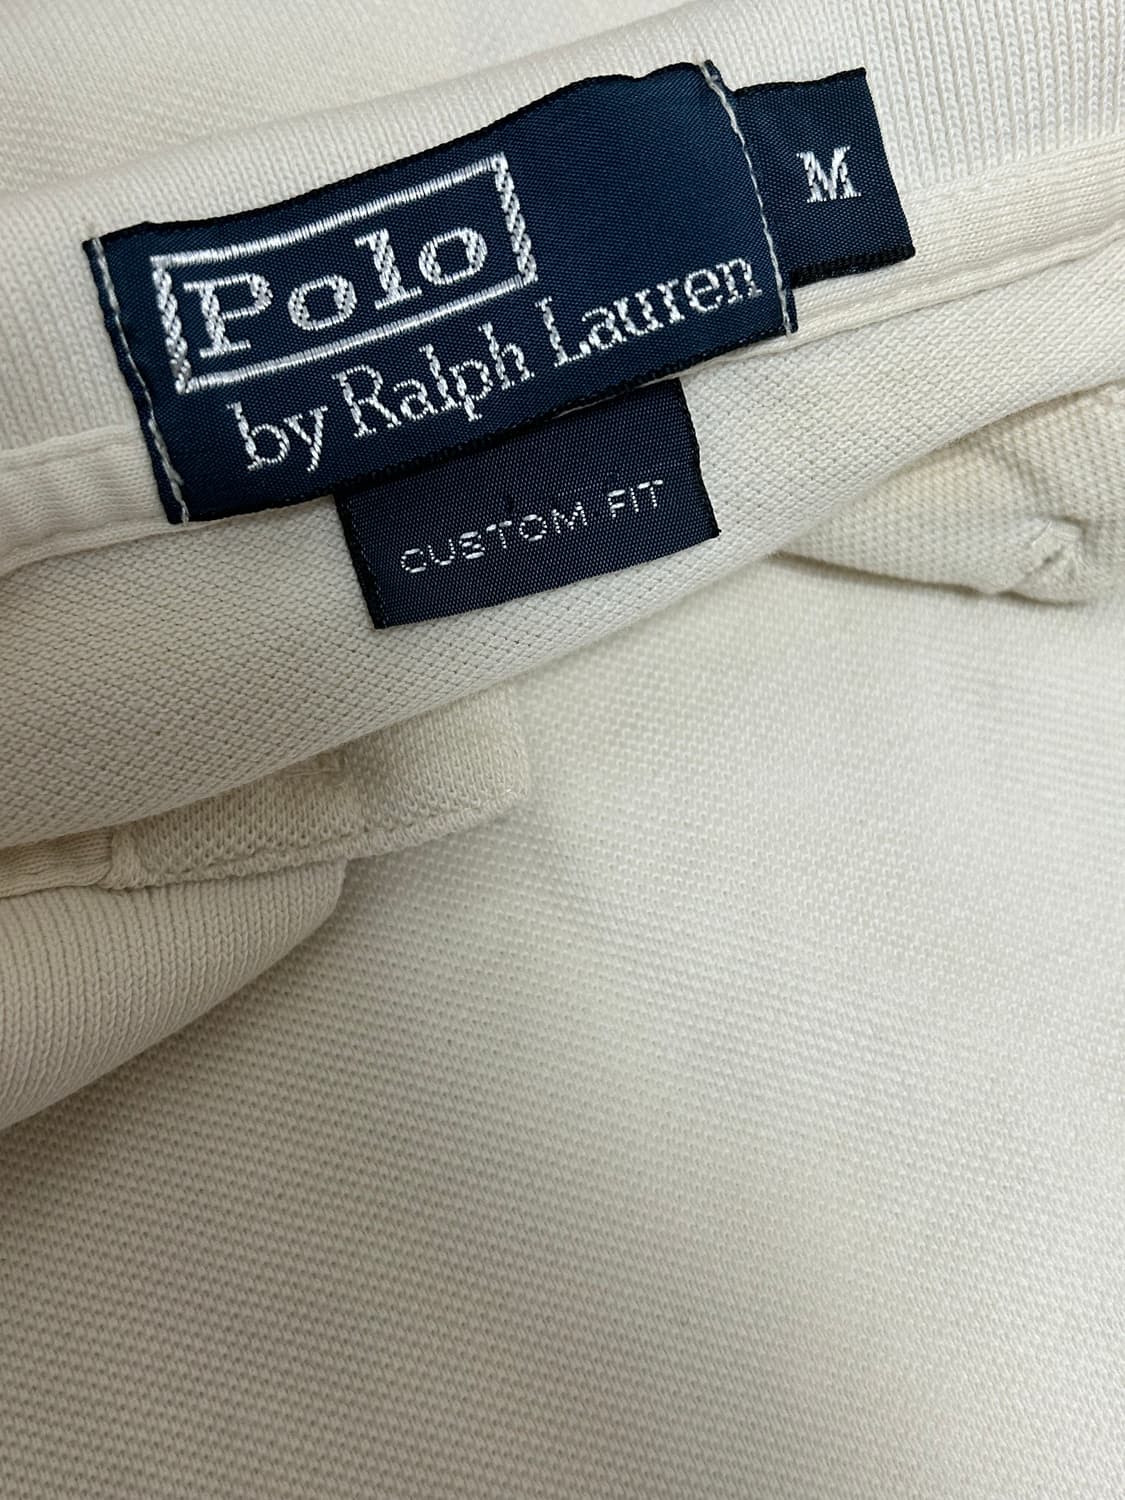 Polo
by Ralph Lauren
M
CUSTOM FIT